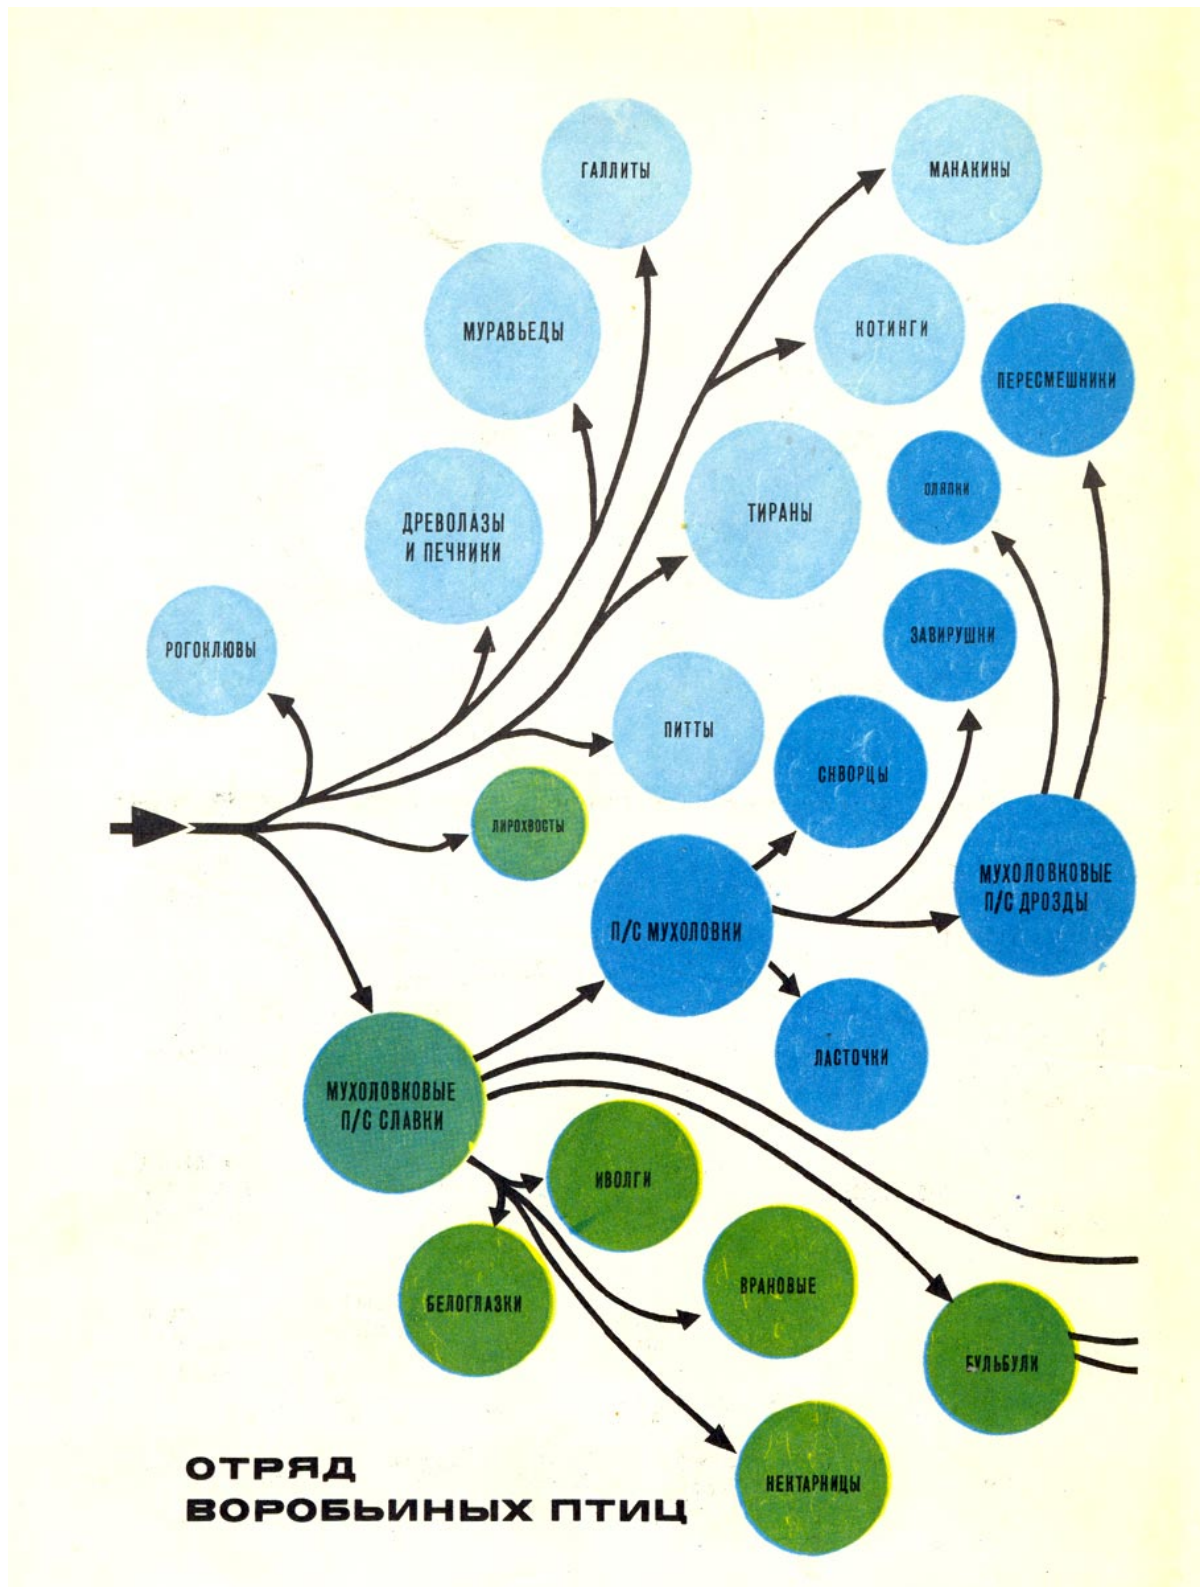 ГАЛЛИТЫ
МАНАКИНЫ
МУРАВЬЕДЫ
КОТИНГИ
ПЕРЕСМЕШНИКИ
ОЛЯПКИ
ТИРАНЫ
ДРЕВОЛАЗЫ
И ПЕЧНИКИ
ЗАВИРУШКИ
РОГОКЛЮВЫ
ПИТТЫ
СКВОРЦЫ
ЛИРОХВОСТЫ
МУХОЛОВКОВЫЕ
П/С ДРОЗДЫ
П/С МУХОЛОВКИ
ЛАСТОЧКИ
МУХОЛОВКОВЫЕ
П/С СЛАВКИ
ИВОЛГИ
ВРАНОВЫЕ
БЕЛОГЛАЗКИ
БУЛЬБУЛИ
НЕКТАРНИЦЫ
ОТРЯД
ВОРОБЬИНЫХ ПТИЦ